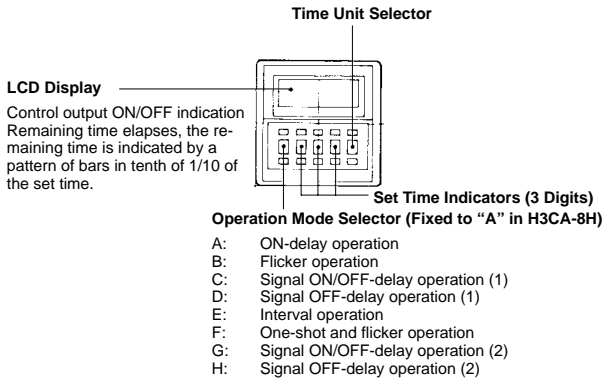 Time Unit Selector
LCD Display
Control output ON/OFF indication
Remaining time elapses, the re-
maining time is indicated by a
pattern of bars in tenth of 1/10 of
the set time.
Set Time Indicators (3 Digits)
Operation Mode Selector (Fixed to “A” in H3CA-8H)
A: ON-delay operation
B: Flicker operation
C: Signal ON/OFF-delay operation (1)
D: Signal OFF-delay operation (1)
E: Interval operation
F: One-shot and flicker operation
G: Signal ON/OFF-delay operation (2)
H: Signal OFF-delay operation (2)